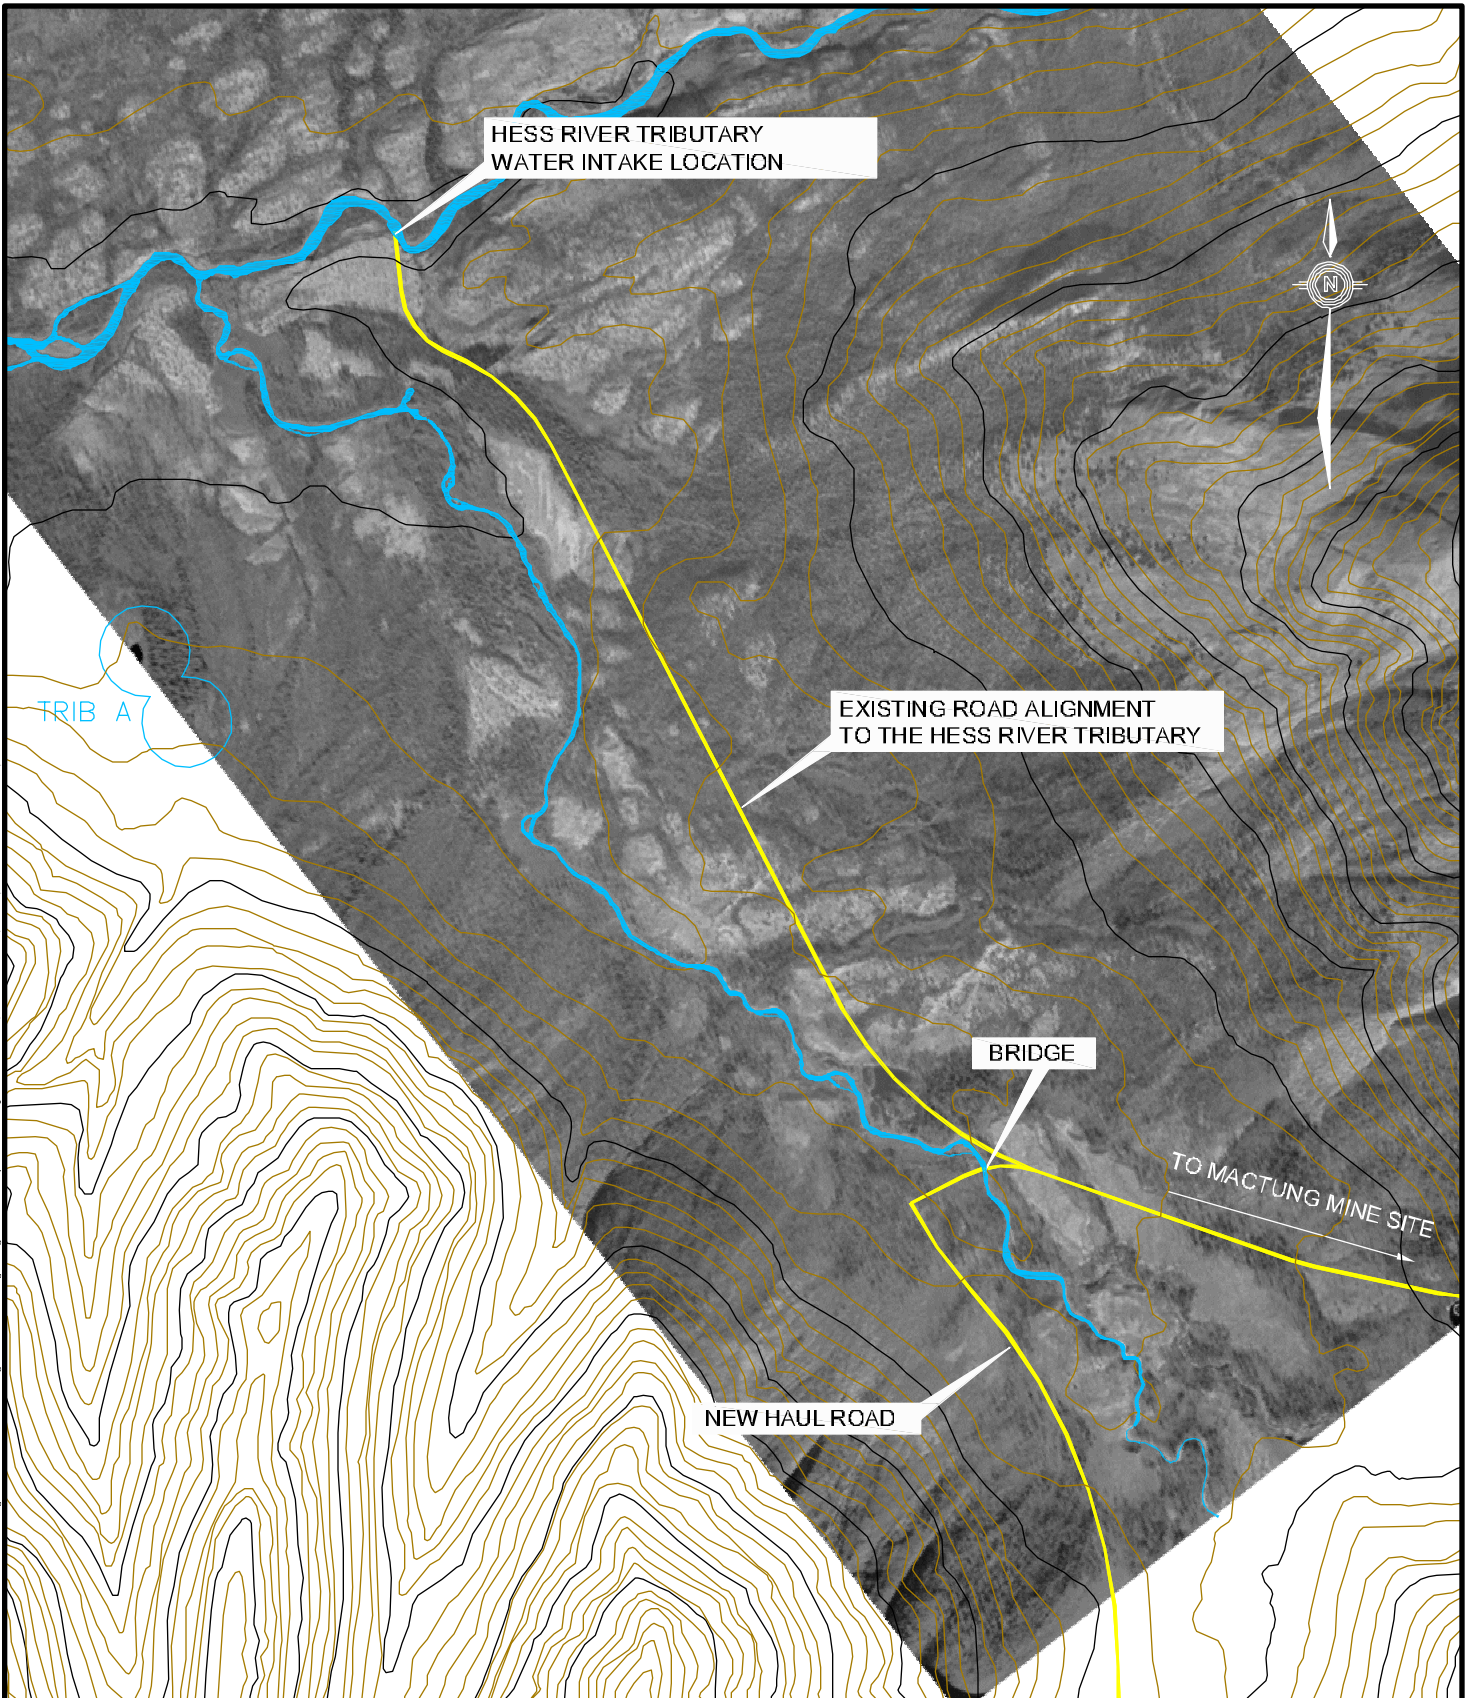 HESS RIVER TRIBUTARY
WATER INTAKE LOCATION
N
EXISTING ROAD ALIGNMENT
TO THE HESS RIVER TRIBUTARY
TRIB A
BRIDGE
TO MACTUNG MINE SITE
NEW HAUL ROAD